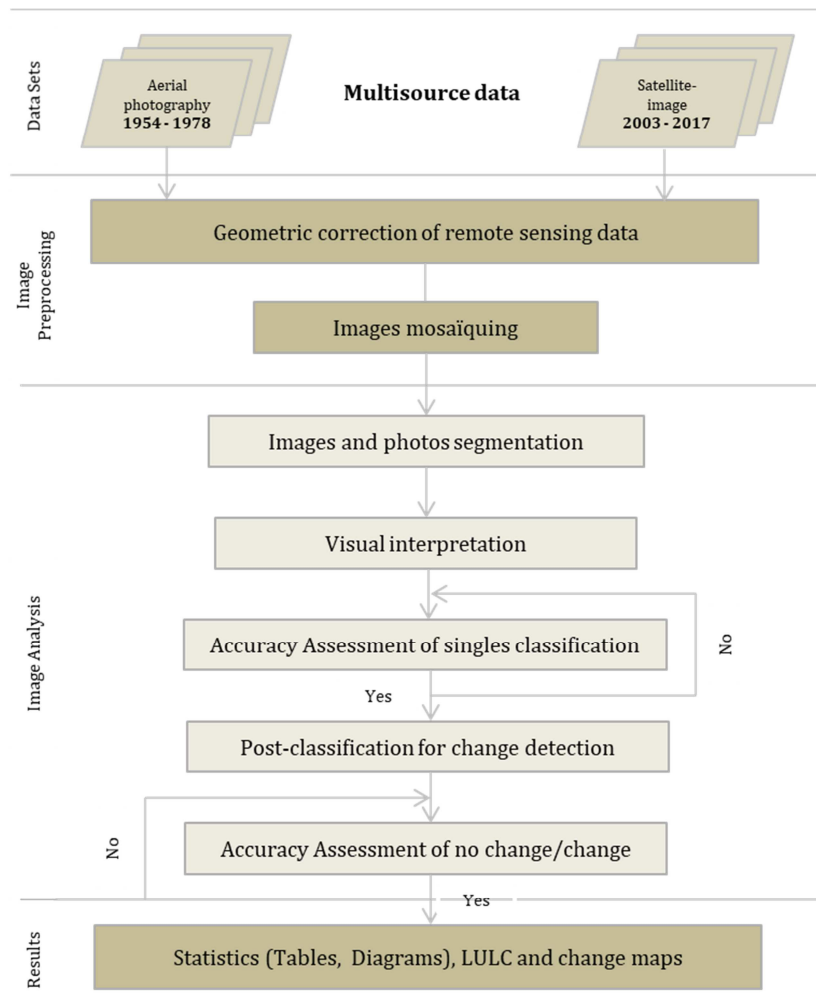 Data Sets
Aerial
photography
1954 - 1978
Multisource data
Satellite-
image
2003 - 2017
Image
Preprocessing
Geometric correction of remote sensing data
Images mosaïquing
Image Analysis
Images and photos segmentation
Visual interpretation
Accuracy Assessment of singles classification
No
Yes
Post-classification for change detection
No
Accuracy Assessment of no change/change
Yes
Results
Statistics (Tables, Diagrams), LULC and change maps